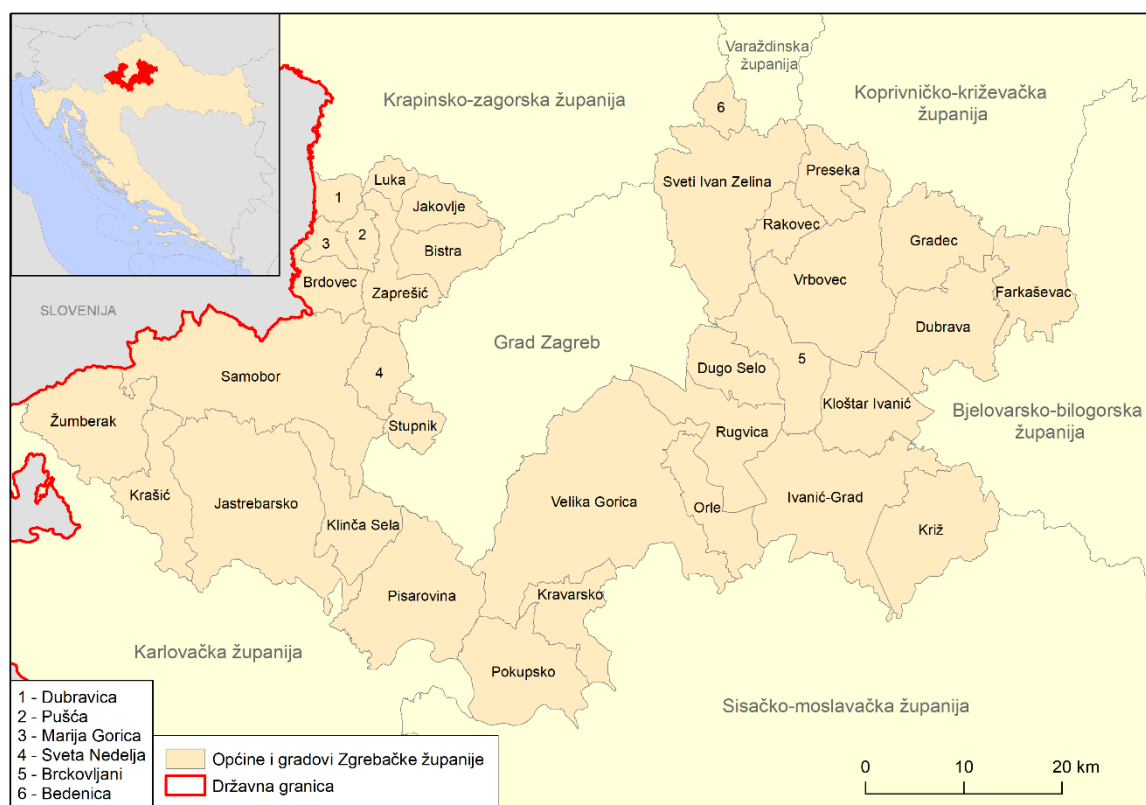 Varaždinska
županija
Krapinsko-zagorska županija
Koprivničko-križevačka
županija
6
Luka
Preseka
Sveti Ivan Zelina
1
Jakovlje
2
Rakovec
3
Bistra
Gradec
Vrbovec
Brdovec
Zaprešić
Farkaševac
SLOVENIJA
Dubrava
Grad Zagreb
5
Dugo Selo
Samobor
4
Kloštar Ivanić
Bjelovarsko-bilogorska
županija
Žumberak
Stupnik
Rugvica
Krašić
Jastrebarsko
Velika Gorica
Ivanić-Grad
Orle
Klinča Sela
Križ
Pisarovina
Kravarsko
Karlovačka županija
Pokupsko
Sisačko-moslavačka županija
1 - Dubravica
2 - Pušća
3 - Marija Gorica
4 - Sveta Nedelja
5 - Brckovljani
6 - Bedenica
Općine i gradovi Zgrebačke županije
Državna granica
0 10 20 km